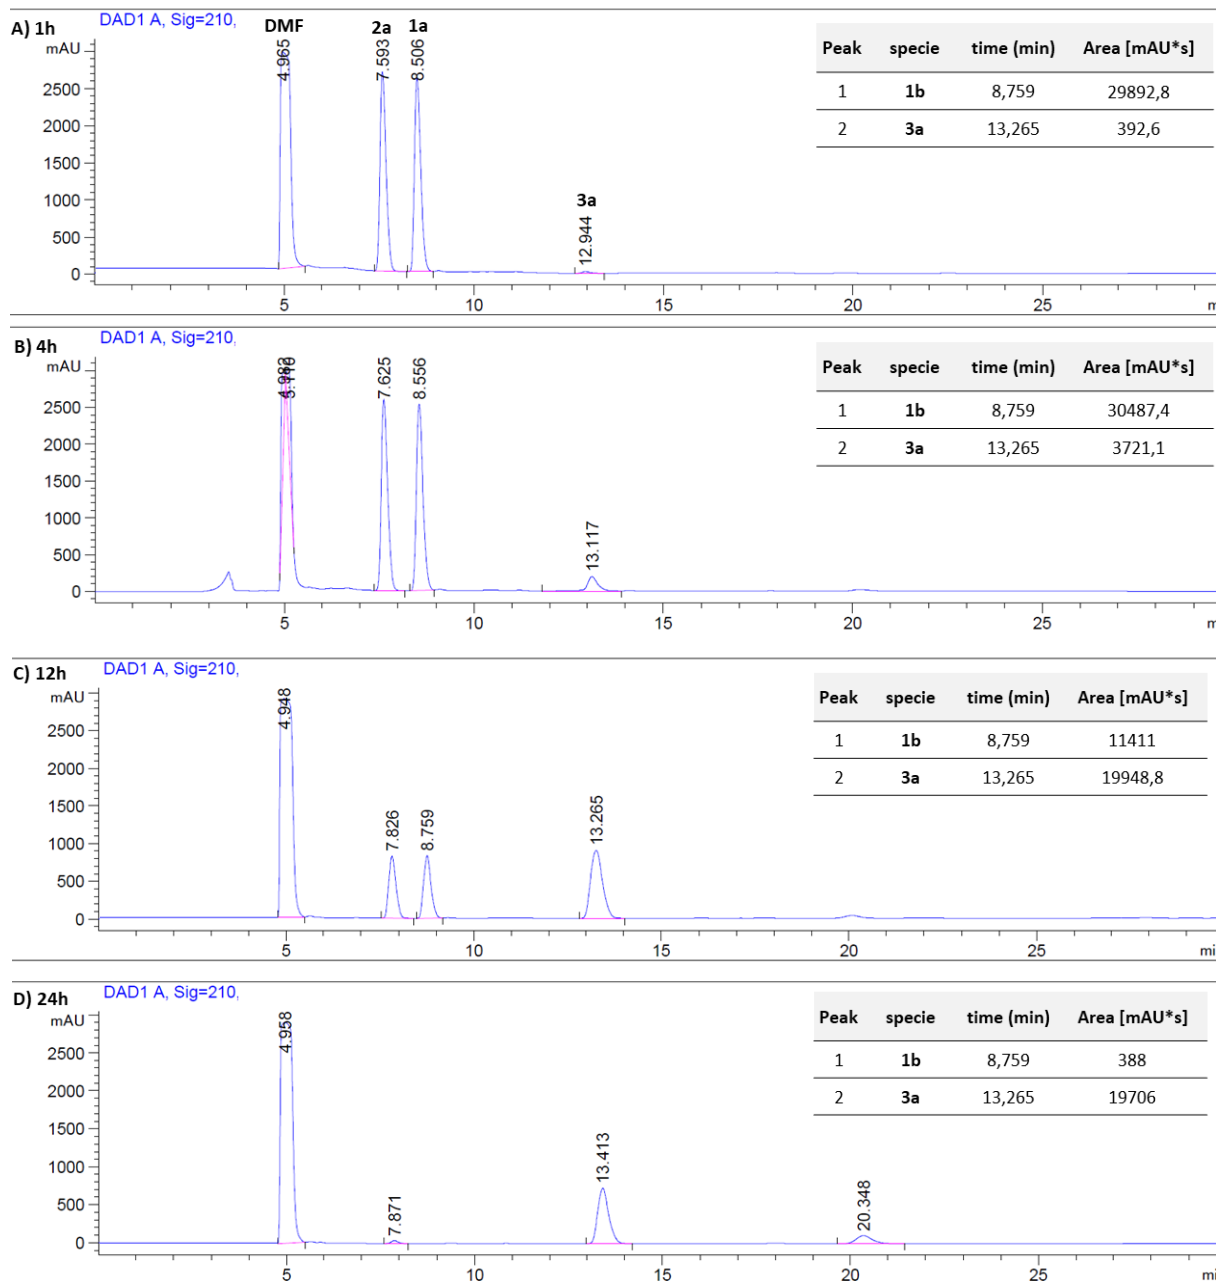 A) 1h
DAD1 A, Sig=210,
mAU
DMF
2a
1a
3a
4.965
7.593
8.506
12.944
2500
2000
1500
1000
500
0
5 10 15 20 25 m
Peak specie time (min) Area [mAU*s]
1 1b 8,759 29892,8
2 3a 13,265 392,6
B) 4h
DAD1 A, Sig=210,
mAU
7.625
8.556
13.117
2500
2000
1500
1000
500
0
5 10 15 20 25 m
Peak specie time (min) Area [mAU*s]
1 1b 8,759 30487,4
2 3a 13,265 3721,1
C) 12h
DAD1 A, Sig=210,
mAU
4.948
7.826
8.759
13.265
2500
2000
1500
1000
500
0
5 10 15 20 25 mi
Peak specie time (min) Area [mAU*s]
1 1b 8,759 11411
2 3a 13,265 19948,8
D) 24h
DAD1 A, Sig=210,
mAU
4.958
7.871
13.413
20.348
2500
2000
1500
1000
500
0
5 10 15 20 25 mi
Peak specie time (min) Area [mAU*s]
1 1b 8,759 388
2 3a 13,265 19706